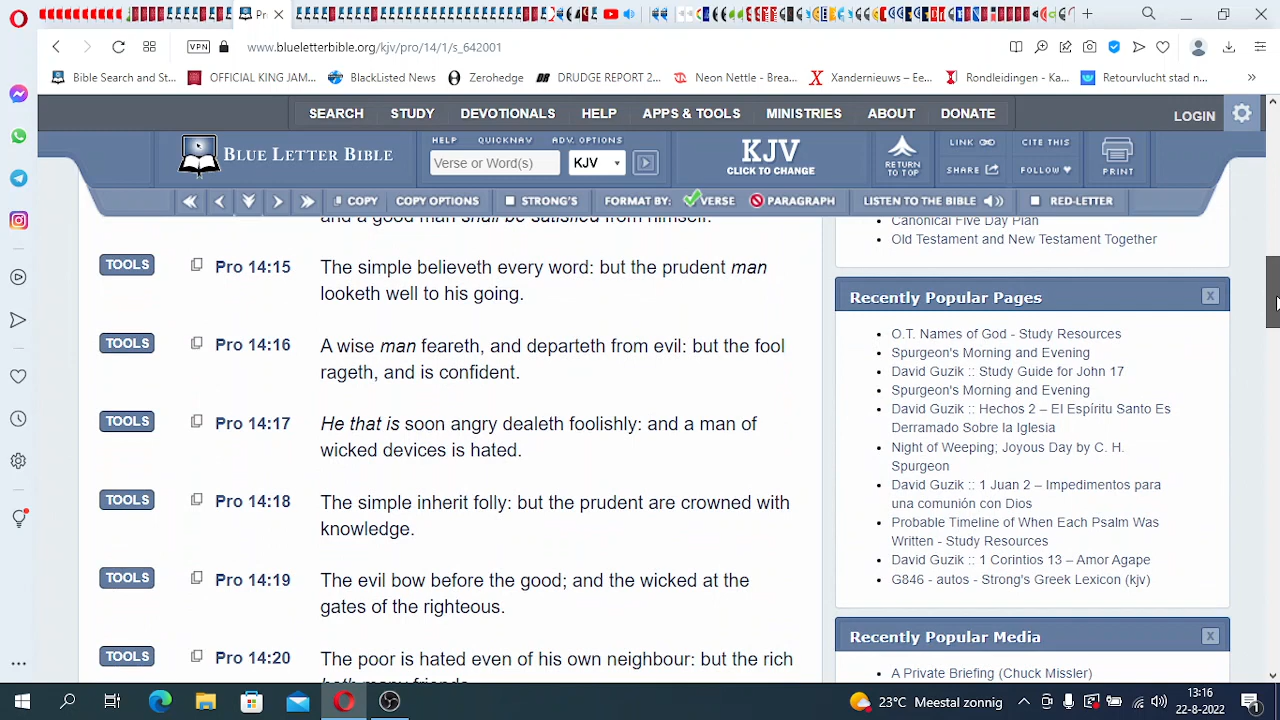 Pro
www.blueletterbible.org/kjv/pro/14/1/s_642001
VPN
Bible Search and St...
OFFICIAL KING JAM...
BlackListed News
Zerohedge
DRUDGE REPORT 2...
Neon Nettle - Brea...
Xandernieuws – Ee...
Rondleidingen - Ka...
Retourvlucht stad n...
SEARCH STUDY DEVOTIONALS HELP APPS & TOOLS MINISTRIES ABOUT DONATE
LOGIN
BLUE LETTER BIBLE
HELP QUICKNAV ADV. OPTIONS
Verse or Word(s)
KJV
KJV
CLICK TO CHANGE
RETURN
TO TOP
LINK
SHARE
CITE THIS
FOLLOW
PRINT
COPY COPY OPTIONS STRONG'S FORMAT BY: VERSE PARAGRAPH LISTEN TO THE BIBLE RED-LETTER
and a good man shall be satisfied from himself.
TOOLS Pro 14:15 The simple believeth every word: but the prudent man
looketh well to his going.
TOOLS Pro 14:16 A wise man feareth, and departeth from evil: but the fool
rageth, and is confident.
TOOLS Pro 14:17 He that is soon angry dealeth foolishly: and a man of
wicked devices is hated.
TOOLS Pro 14:18 The simple inherit folly: but the prudent are crowned with
knowledge.
TOOLS Pro 14:19 The evil bow before the good; and the wicked at the
gates of the righteous.
TOOLS Pro 14:20 The poor is hated even of his own neighbour: but the rich
hath many friends.
Canonical Five Day Plan
Old Testament and New Testament Together
Recently Popular Pages X
O.T. Names of God - Study Resources
Spurgeon's Morning and Evening
David Guzik :: Study Guide for John 17
Spurgeon's Morning and Evening
David Guzik :: Hechos 2 – El Espíritu Santo Es
Derramado Sobre la Iglesia
Night of Weeping; Joyous Day by C. H.
Spurgeon
David Guzik :: 1 Juan 2 – Impedimentos para
una comunión con Dios
Probable Timeline of When Each Psalm Was
Written - Study Resources
David Guzik :: 1 Corintios 13 – Amor Agape
G846 - autos - Strong's Greek Lexicon (kjv)
Recently Popular Media X
A Private Briefing (Chuck Missler)
23°C Meestal zonnig
13:16
22-8-2022
1